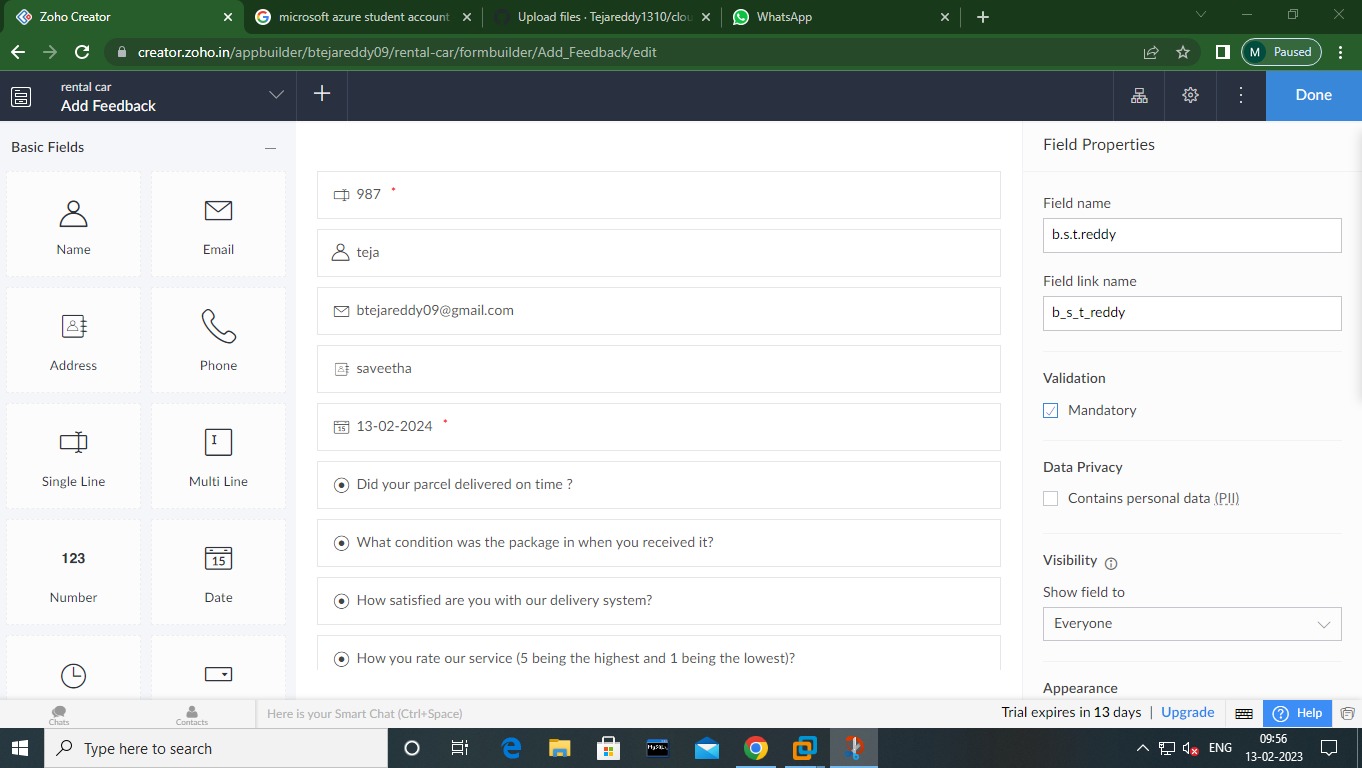 Zoho Creator
microsoft azure student account
Upload files · Tejareddy1310/clou
WhatsApp
creator.zoho.in/appbuilder/btejareddy09/rental-car/formbuilder/Add_Feedback/edit
M Paused
rental car
Add Feedback
Done
Basic Fields
Name
Email
Address
Phone
Single Line
Multi Line
123
Number
15
Date
987 *
teja
btejareddy09@gmail.com
saveetha
15 13-02-2024 *
Did your parcel delivered on time ?
What condition was the package in when you received it?
How satisfied are you with our delivery system?
How you rate our service (5 being the highest and 1 being the lowest)?
Field Properties
Field name
b.s.t.reddy
Field link name
b_s_t_reddy
Validation
Mandatory
Data Privacy
Contains personal data (PII)
Visibility
Show field to
Everyone
Appearance
Chats
Contacts
Here is your Smart Chat (Ctrl+Space)
Trial expires in 13 days | Upgrade
Help
Type here to search
MySQL
ENG
09:56
13-02-2023